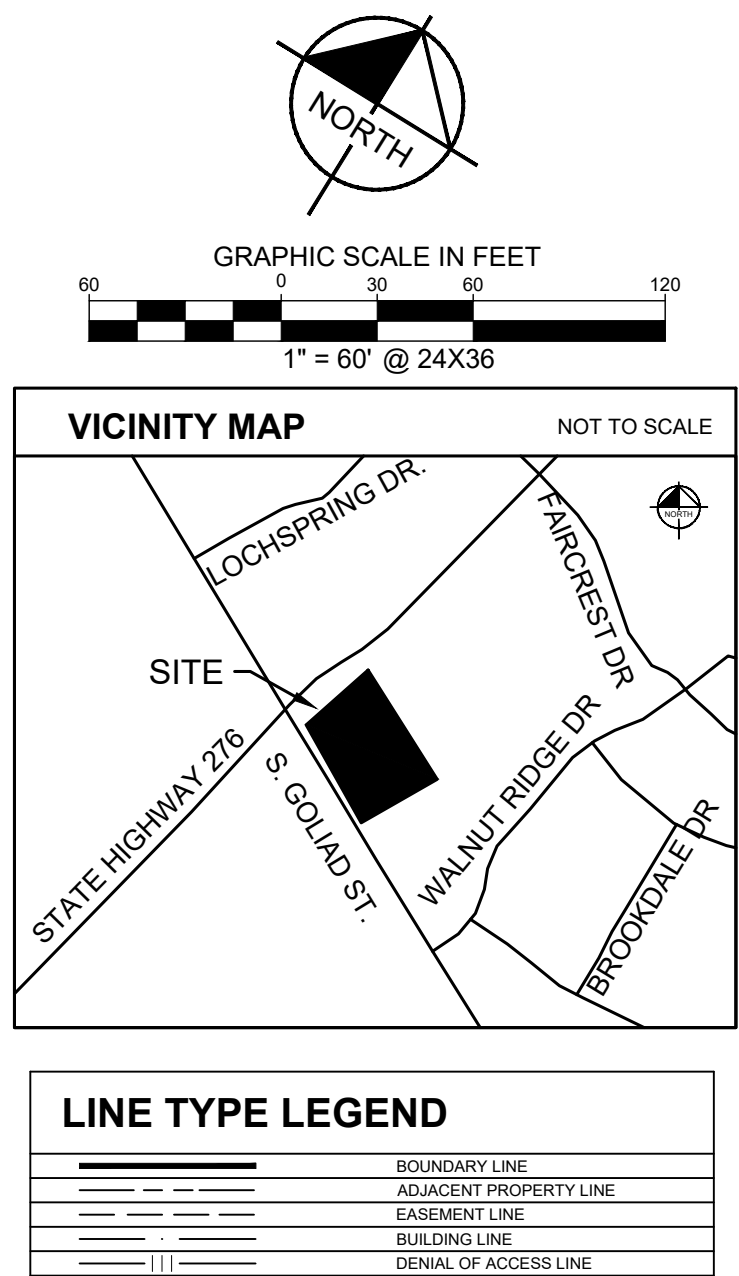 NORTH
GRAPHIC SCALE IN FEET
60 0 30 60 120
1" = 60' @ 24X36
VICINITY MAP NOT TO SCALE
LOCHSPRING DR.
FAIRCREST DR
NORTH
SITE
STATE HIGHWAY 276
S. GOLIAD ST.
WALNUT RIDGE DR
BROOKDALE DR
LINE TYPE LEGEND
BOUNDARY LINE
ADJACENT PROPERTY LINE
EASEMENT LINE
BUILDING LINE
DENIAL OF ACCESS LINE